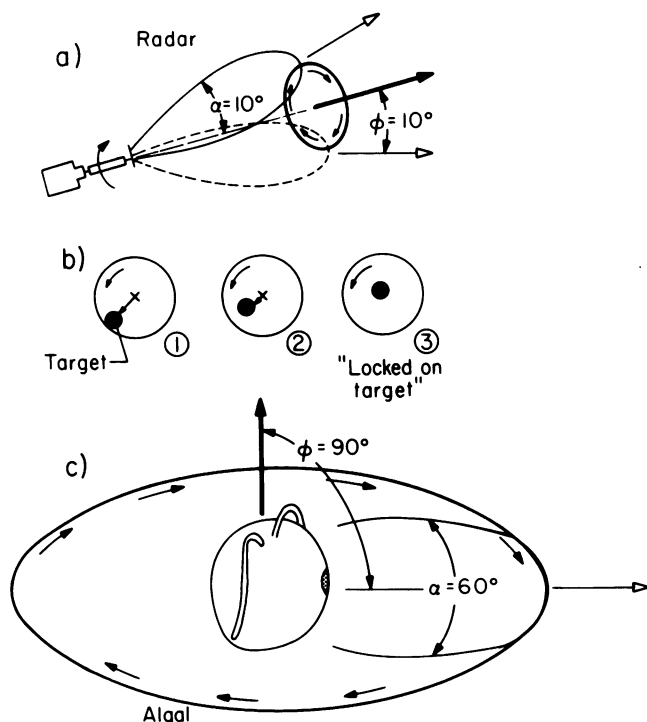 a)
Radar
α=10°
ϕ=10°
b)
Target
①
②
③
"Locked on
target"
c)
ϕ=90°
α=60°
Algal